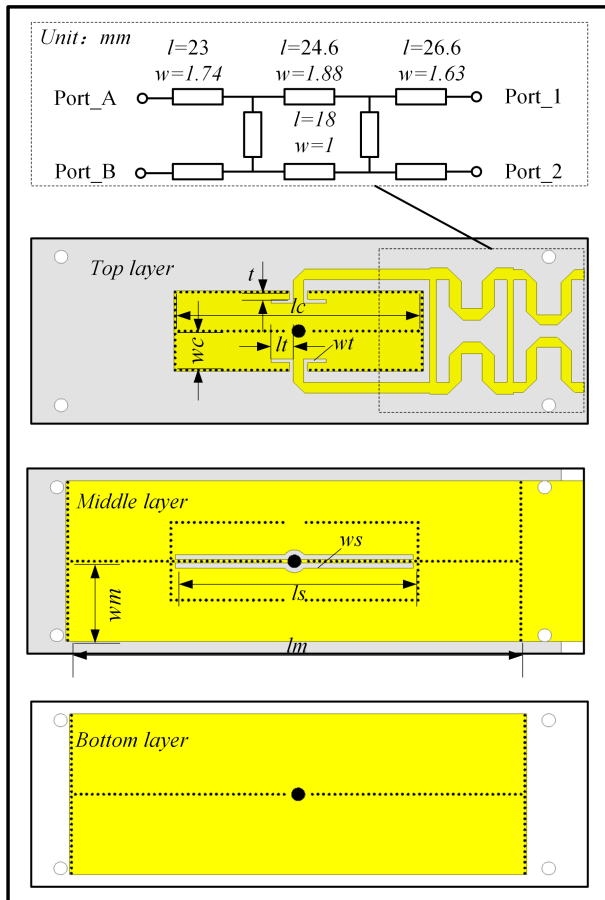 Unit: mm
l=23 l=24.6 l=26.6
w=1.74 w=1.88 w=1.63
Port_A Port_1
l=18
w=1
Port_B Port_2
Top layer
t
lc
wc
lt
wt
Middle layer
ws
ls
wm
lm
Bottom layer